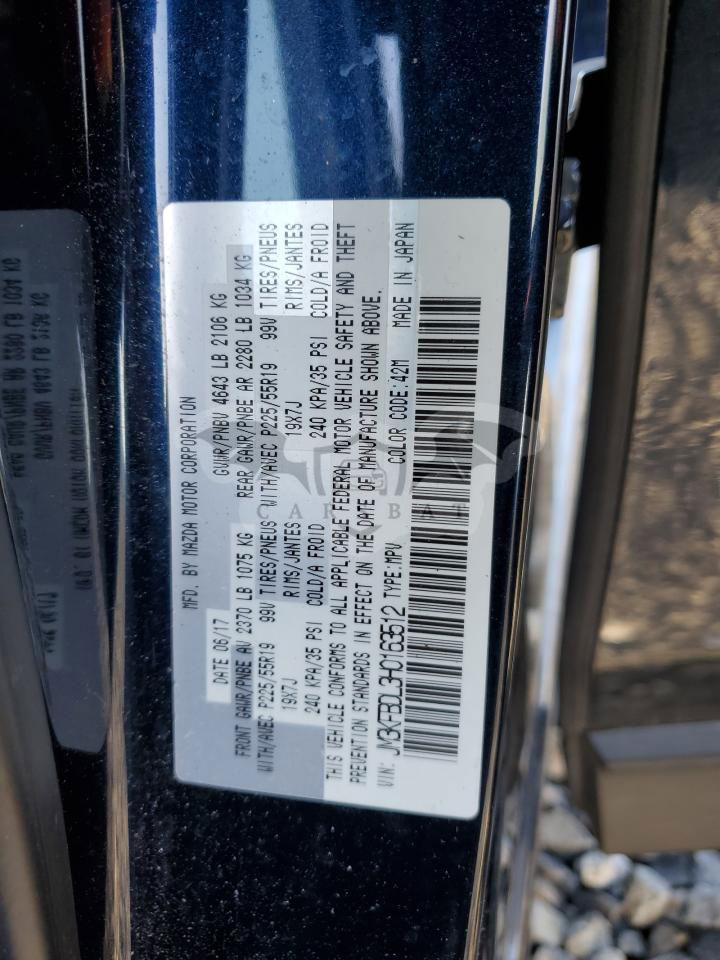 MFD. BY MAZDA MOTOR CORPORATION
DATE 06/17 GVWR/PNBV 4643 LB 2106 KG
FRONT GAWR/PNBE AV 2370 LB 1075 KG REAR GAWR/PNBE AR 2280 LB 1034 KG
WITH/AVEC P225/55R19 99V TIRES/PNEUS WITH/AVEC P225/55R19 99V TIRES/PNEUS
19X7J RIMS/JANTES 19X7J RIMS/JANTES
240 KPA/35 PSI COLD/A FROID 240 KPA/35 PSI COLD/A FROID
THIS VEHICLE CONFORMS TO ALL APPLICABLE FEDERAL MOTOR VEHICLE SAFETY AND THEFT
PREVENTION STANDARDS IN EFFECT ON THE DATE OF MANUFACTURE SHOWN ABOVE.
VIN: JM3KFBDL3H0163512 TYPE:MPV COLOR CODE:42M MADE IN JAPAN
CAR BAT